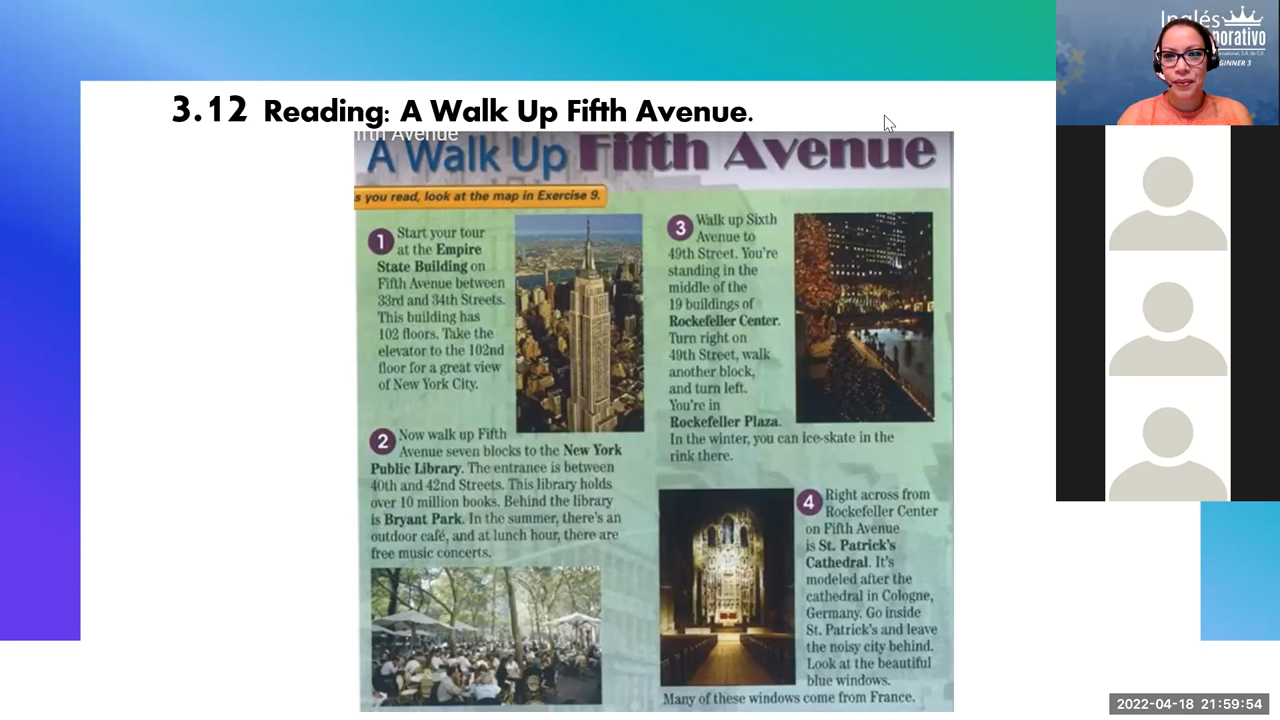 3.12 Reading: A Walk Up Fifth Avenue.
Fifth Avenue
A Walk Up Fifth Avenue
s you read, look at the map in Exercise 9.
1 Start your tour
at the Empire
State Building on
Fifth Avenue between
33rd and 34th Streets.
This building has
102 floors. Take the
elevator to the 102nd
floor for a great view
of New York City.
2 Now walk up Fifth
Avenue seven blocks to the New York
Public Library. The entrance is between
40th and 42nd Streets. This library holds
over 10 million books. Behind the library
is Bryant Park. In the summer, there's an
outdoor café, and at lunch hour, there are
free music concerts.
3 Walk up Sixth
Avenue to
49th Street. You're
standing in the
middle of the
19 buildings of
Rockefeller Center.
Turn right on
49th Street, walk
another block,
and turn left.
You're in
Rockefeller Plaza.
In the winter, you can ice-skate in the
rink there.
4 Right across from
Rockefeller Center
on Fifth Avenue
is St. Patrick's
Cathedral. It's
modeled after the
cathedral in Cologne,
Germany. Go inside
St. Patrick's and leave
the noisy city behind.
Look at the beautiful
blue windows.
Many of these windows come from France.
Inglés
porativo
GINNER 3
2022-04-18 21:59:54